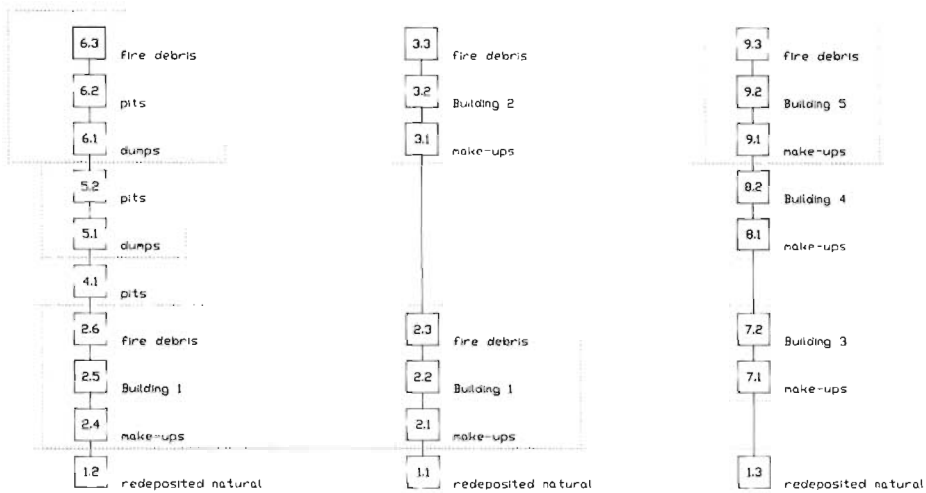 6.3 fire debris
6.2 pits
6.1 dumps
5.2 pits
5.1 dumps
4.1 pits
2.6 fire debris
2.5 Building 1
2.4 make-ups
1.2 redeposited natural
3.3 fire debris
3.2 Building 2
3.1 make-ups
2.3 fire debris
2.2 Building 1
2.1 make-ups
1.1 redeposited natural
9.3 fire debris
9.2 Building 5
9.1 make-ups
8.2 Building 4
8.1 make-ups
7.2 Building 3
7.1 make-ups
1.3 redeposited natural